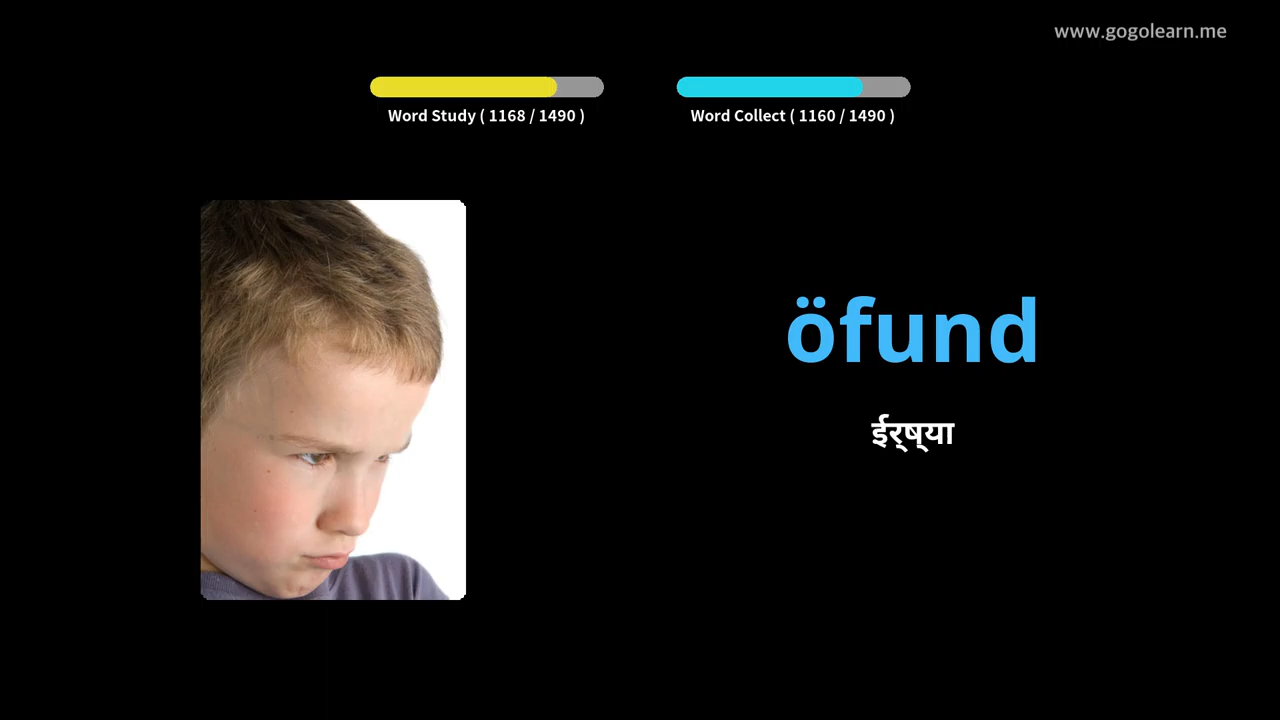 www.gogolearn.me
Word Study ( 1168 / 1490 )
Word Collect ( 1160 / 1490 )
öfund
ईर्ष्या